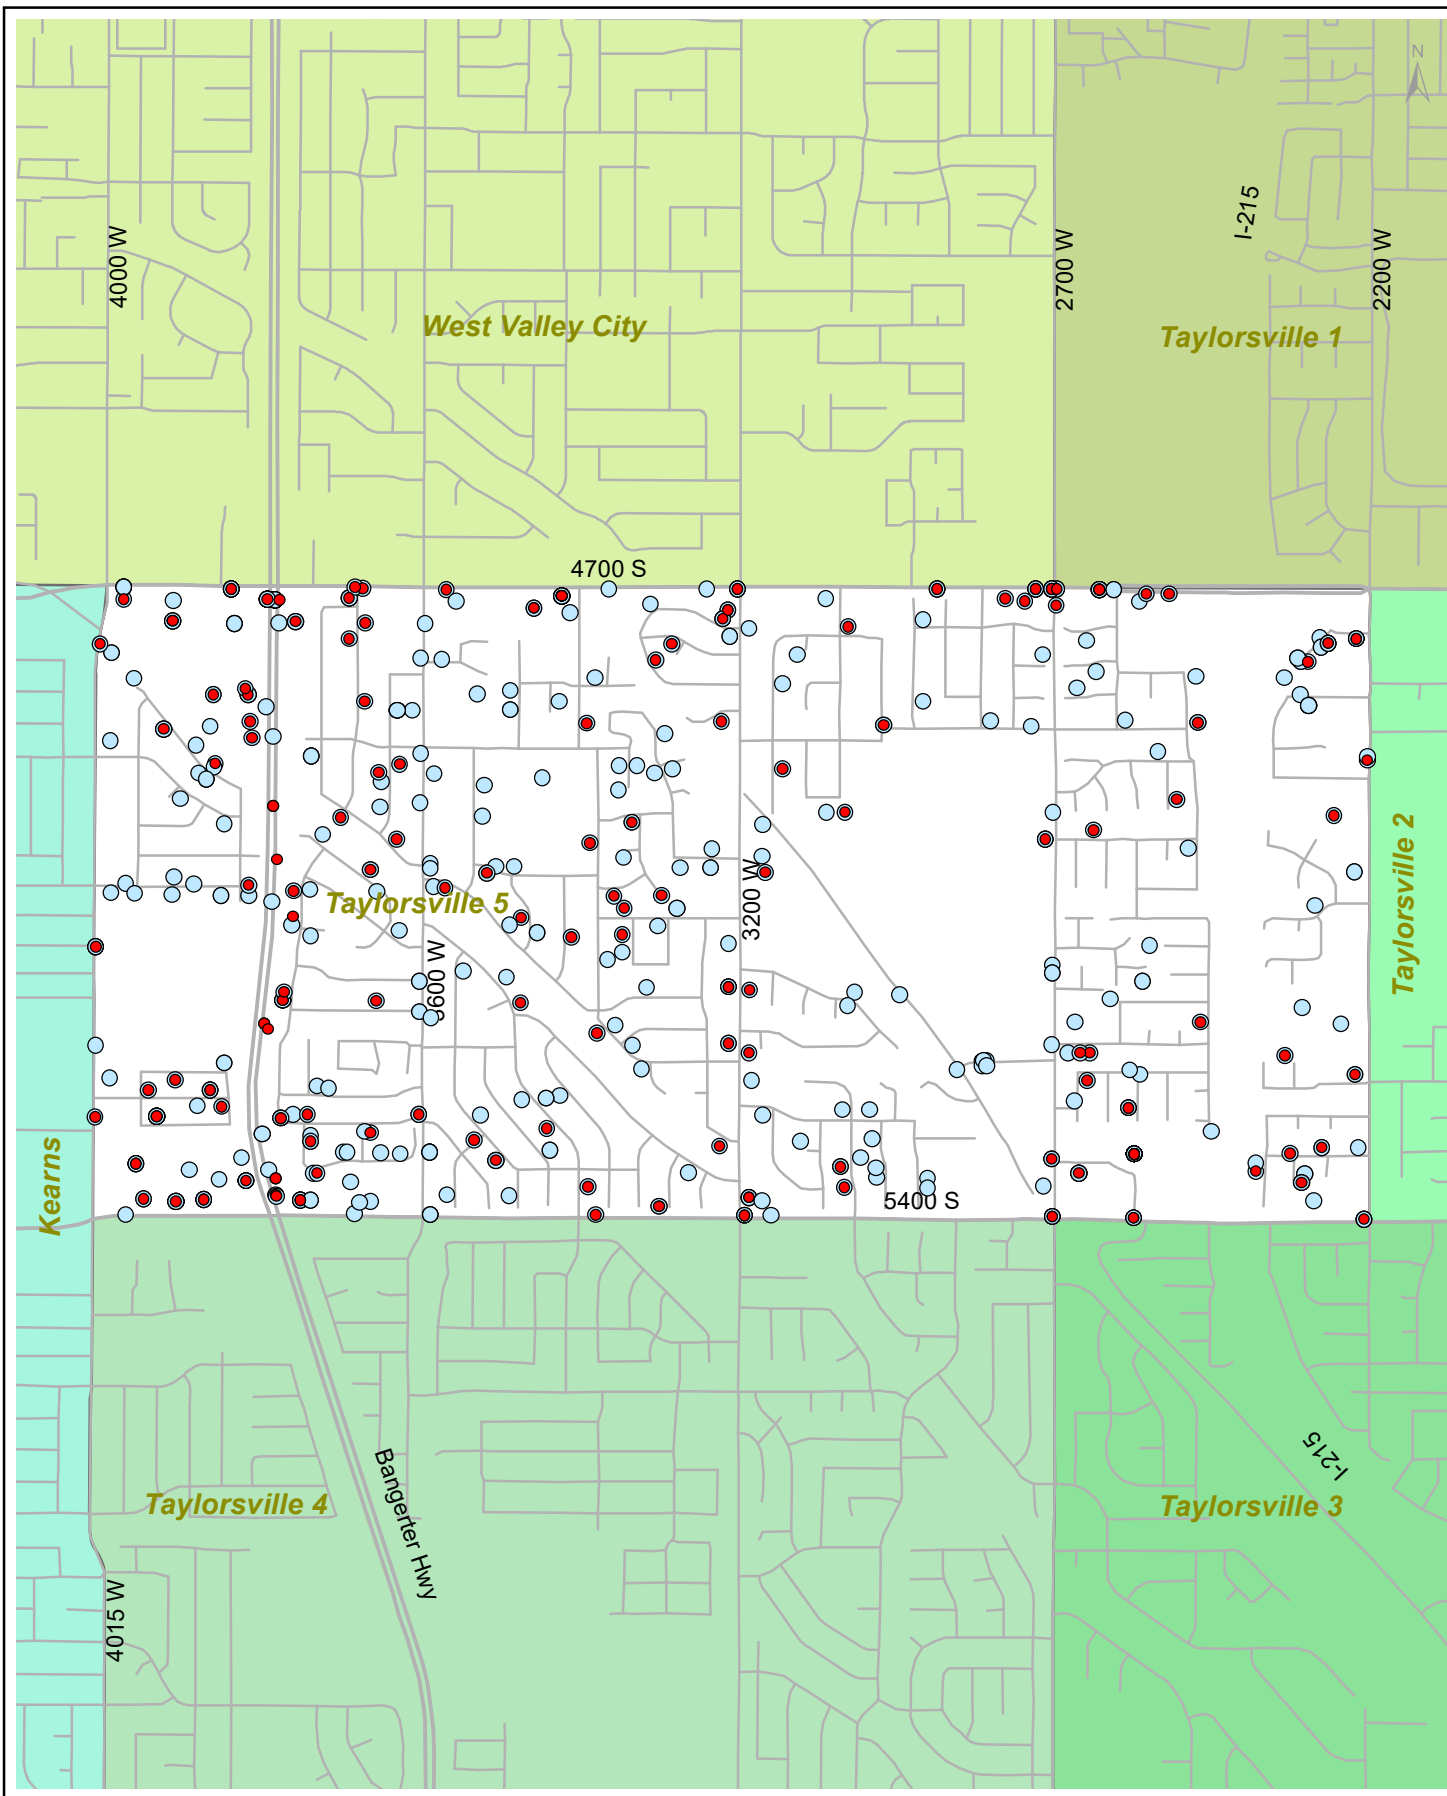 N
I-215
4000 W
2700 W
2200 W
West Valley City
Taylorsville 1
4700 S
Taylorsville 2
3200 W
Taylorsville 5
3600 W
Kearns
5400 S
I-215
Bangerter Hwy
Taylorsville 4
Taylorsville 3
4015 W